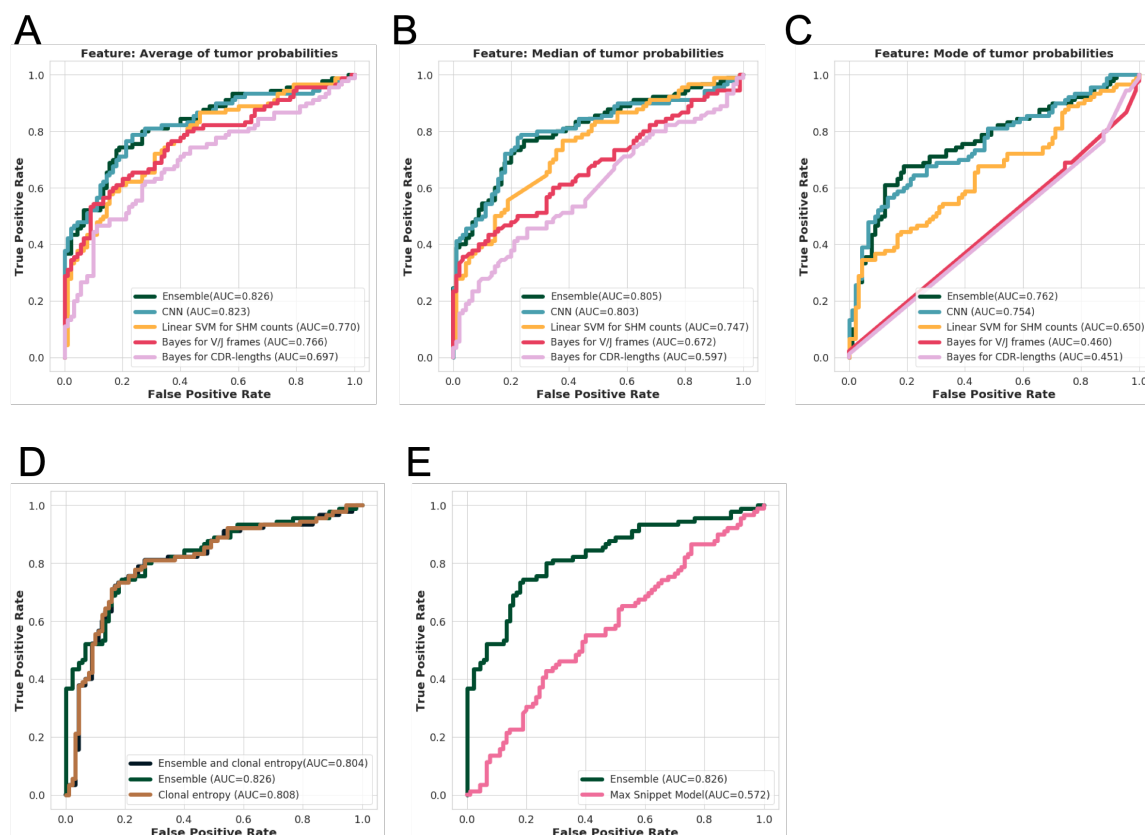 A
Feature: Average of tumor probabilities
1.0
0.8
0.6
0.4
0.2
0.0
True Positive Rate
Ensemble(AUC=0.826)
CNN (AUC=0.823)
Linear SVM for SHM counts (AUC=0.770)
Bayes for V/J frames (AUC=0.766)
Bayes for CDR-lengths (AUC=0.697)
0.0 0.2 0.4 0.6 0.8 1.0
False Positive Rate
B
Feature: Median of tumor probabilities
1.0
0.8
0.6
0.4
0.2
0.0
True Positive Rate
Ensemble(AUC=0.805)
CNN (AUC=0.803)
Linear SVM for SHM counts (AUC=0.747)
Bayes for V/J frames (AUC=0.672)
Bayes for CDR-lengths (AUC=0.597)
0.0 0.2 0.4 0.6 0.8 1.0
False Positive Rate
C
Feature: Mode of tumor probabilities
1.0
0.8
0.6
0.4
0.2
0.0
True Positive Rate
Ensemble(AUC=0.762)
CNN (AUC=0.754)
Linear SVM for SHM counts (AUC=0.650)
Bayes for V/J frames (AUC=0.460)
Bayes for CDR-lengths (AUC=0.451)
0.0 0.2 0.4 0.6 0.8 1.0
False Positive Rate
D
1.0
0.8
0.6
0.4
0.2
0.0
True Positive Rate
Ensemble and clonal entropy(AUC=0.804)
Ensemble (AUC=0.826)
Clonal entropy (AUC=0.808)
0.0 0.2 0.4 0.6 0.8 1.0
False Positive Rate
E
1.0
0.8
0.6
0.4
0.2
0.0
True Positive Rate
Ensemble (AUC=0.826)
Max Snippet Model(AUC=0.572)
0.0 0.2 0.4 0.6 0.8 1.0
False Positive Rate